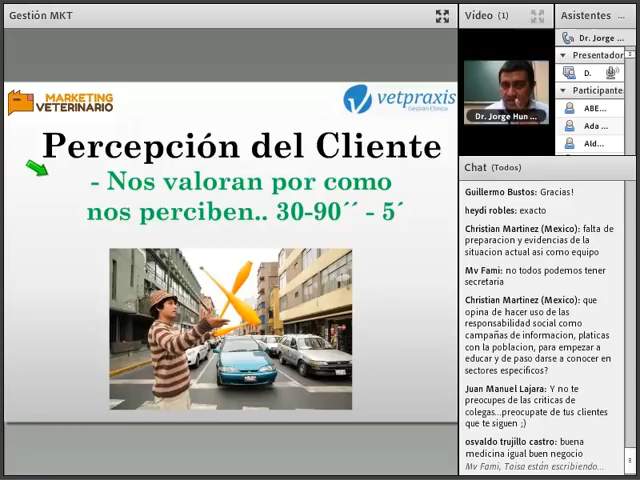 Gestión MKT
MARKETING
VETERINARIO
vetpraxis
Gestión Clínica
Percepción del Cliente
- Nos valoran por como
nos perciben.. 30-90´´ - 5´
Vídeo (1)
Dr. Jorge Hun ...
Asistentes ...
Dr. Jorge ...
Presentador
D.
Participante
ABE...
Ada ...
Ald...
Chat (Todos)
Guillermo Bustos: Gracias!
heydi robles: exacto
Christian Martinez (Mexico): falta de
preparacion y evidencias de la
situacion actual asi como equipo
Mv Fami: no todos podemos tener
secretaria
Christian Martinez (Mexico): que
opina de hacer uso de las
responsabilidad social como
campañas de informacion, platicas
con la poblacion, para empezar a
educar y de paso darse a conocer en
sectores especificos?
Juan Manuel Lajara: Y no te
preocupes de las criticas de
colegas...preocupate de tus clientes
que te siguen ;)
osvaldo trujillo castro: buena
medicina igual buen negocio
Mv Fami, Taisa están escribiendo...